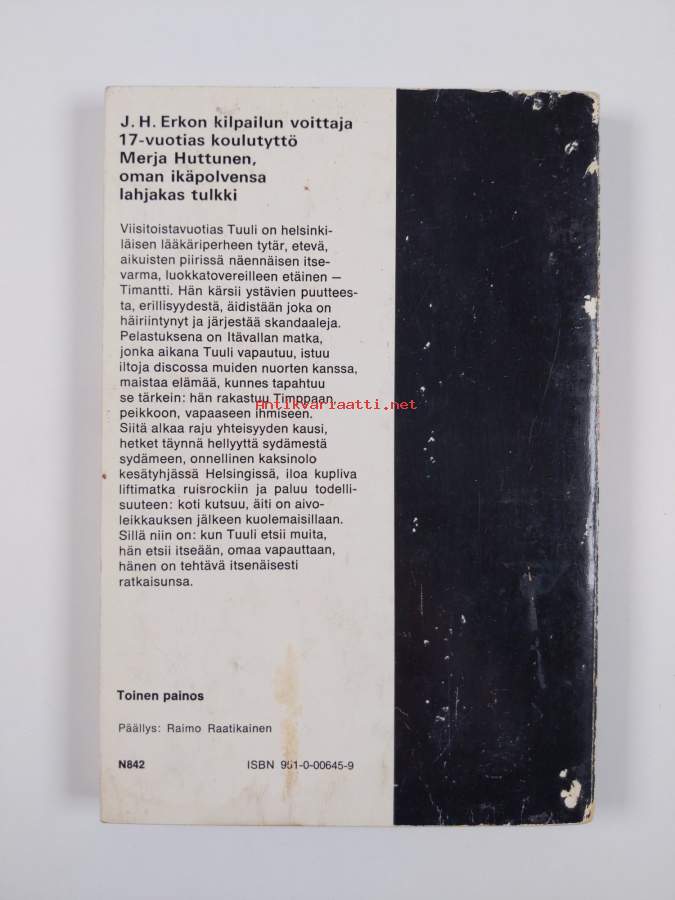 J. H. Erkon kilpailun voittaja
17-vuotias koulutyttö
Merja Huttunen,
oman ikäpolvensa
lahjakas tulkki
Viisitoistavuotias Tuuli on helsinki-
läisen lääkäriperheen tytär, etevä,
aikuisten piirissä näennäisen itse-
varma, luokkatovereilleen etäinen —
Timantti. Hän kärsii ystävien puuttees-
ta, erillisyydestä, äidistään joka on
häiriintynyt ja järjestää skandaaleja.
Pelastuksena on Itävallan matka,
jonka aikana Tuuli vapautuu, istuu
iltoja discossa muiden nuorten kanssa,
maistaa elämää, kunnes tapahtuu
se tärkein: hän rakastuu Timppaan,
Antikvariaatti.net
peikkoon, vapaaseen ihmiseen.
Siitä alkaa raju yhteisyyden kausi,
hetket täynnä hellyyttä sydämestä
sydämeen, onnellinen kaksinolo
kesätyhjässä Helsingissä, iloa kupliva
liftimatka ruisrockiin ja paluu todelli-
suuteen: koti kutsuu, äiti on aivo-
leikkauksen jälkeen kuolemaisillaan.
Sillä niin on: kun Tuuli etsii muita,
hän etsii itseään, omaa vapauttaan,
hänen on tehtävä itsenäisesti
ratkaisunsa.
Toinen painos
Päällys: Raimo Raatikainen
N842 ISBN 951-0-00645-9